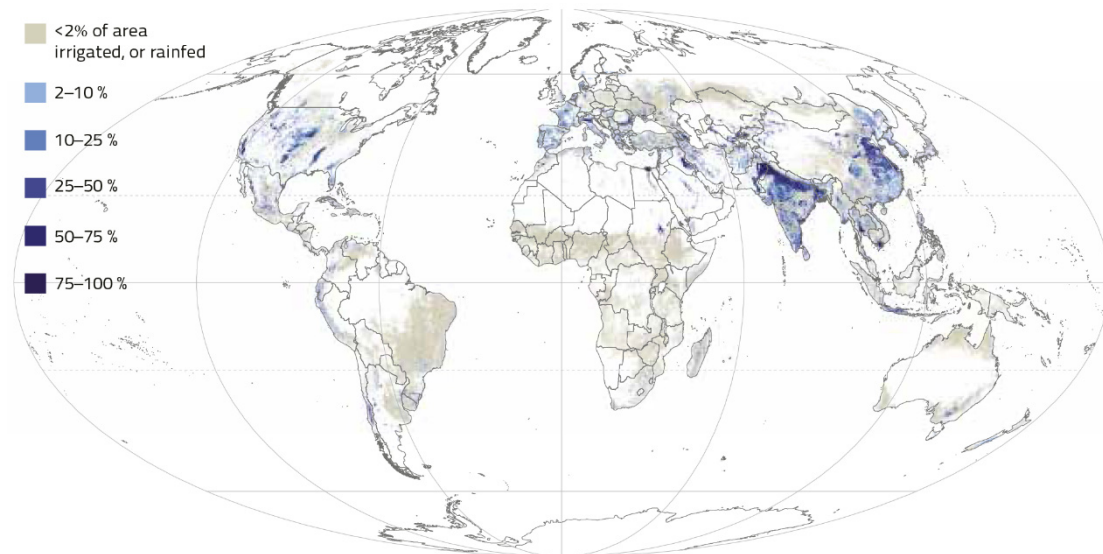 <2% of area
irrigated, or rainfed
2–10 %
10–25 %
25–50 %
50–75 %
75–100 %